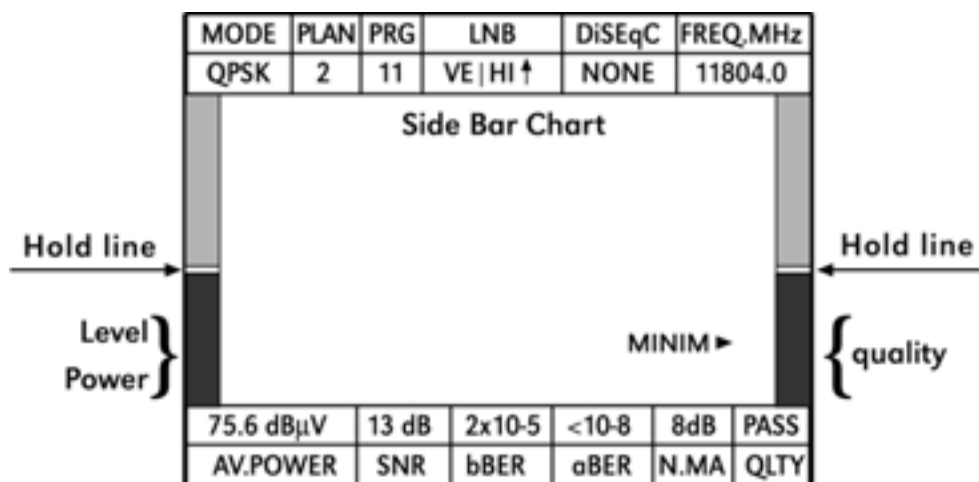 MODE PLAN PRG LNB DiSEqC FREQ.MHz
QPSK 2 11 VE|HI↑ NONE 11804.0
Side Bar Chart
Hold line Hold line
Level
Power
MINIM►
quality
75.6 dBµV 13 dB 2x10-5 <10-8 8dB PASS
AV.POWER SNR bBER aBER N.MA QLTY